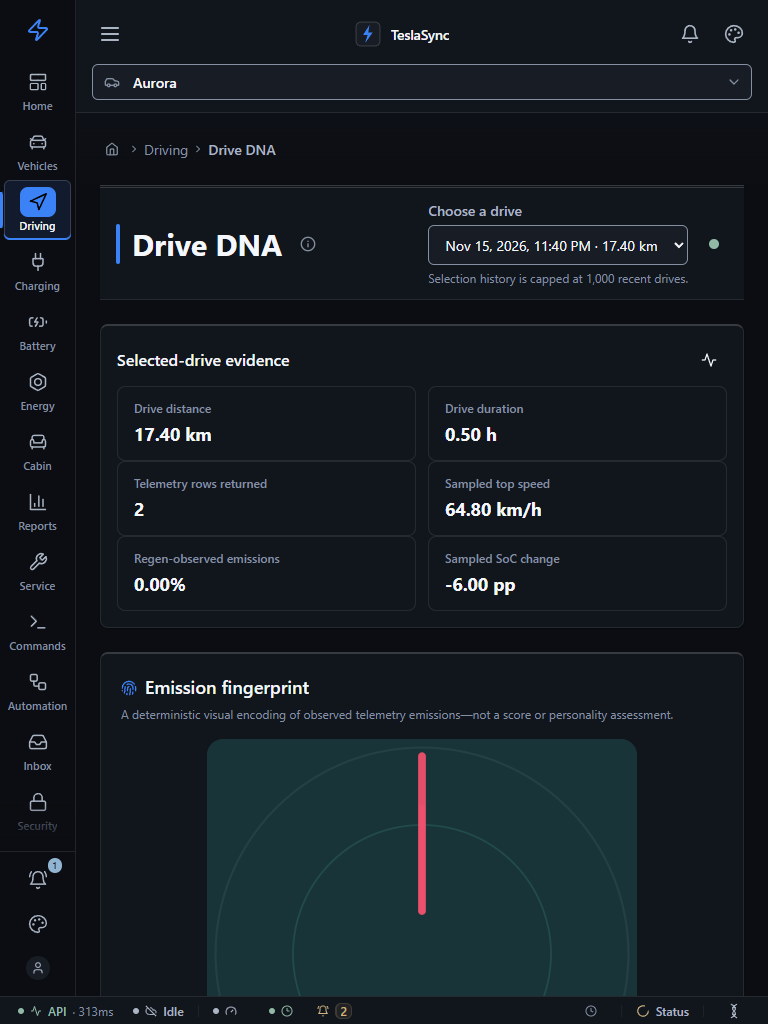 TeslaSync
Aurora
Home
Vehicles
Driving
Charging
Battery
Energy
Cabin
Reports
Service
Commands
Automation
Inbox
Security
1
Driving
Drive DNA
Drive DNA
Choose a drive
Nov 15, 2026, 11:40 PM · 17.40 km
Selection history is capped at 1,000 recent drives.
Selected-drive evidence
Drive distance
17.40 km
Drive duration
0.50 h
Telemetry rows returned
2
Sampled top speed
64.80 km/h
Regen-observed emissions
0.00%
Sampled SoC change
-6.00 pp
Emission fingerprint
A deterministic visual encoding of observed telemetry emissions—not a score or personality assessment.
API · 313ms
Idle
2
Status